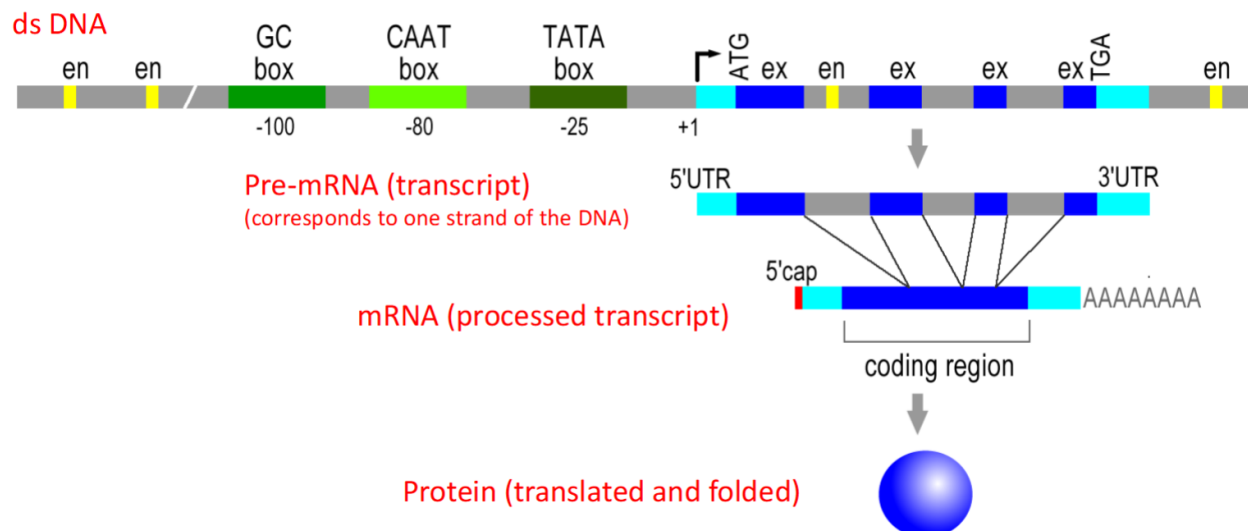 ds DNA
GC box
CAAT box
TATA box
en
en
ATG
ex
en
ex
ex
ex
TGA
en
-100
-80
-25
+1
Pre-mRNA (transcript)
(corresponds to one strand of the DNA)
5'UTR
3'UTR
5'cap
AAAAAAAA
mRNA (processed transcript)
coding region
Protein (translated and folded)